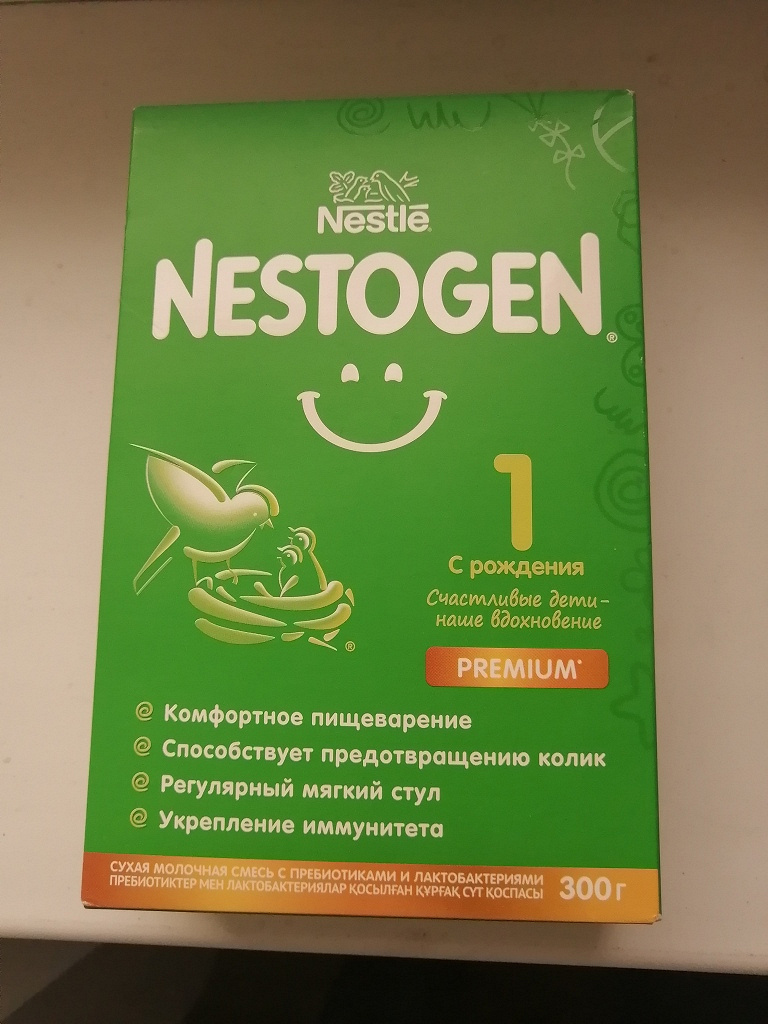 Nestlé®
NESTOGEN®
1
С рождения
Счастливые дети–
наше вдохновение
PREMIUM*
®
Комфортное пищеварение
Способствует предотвращению колик
Регулярный мягкий стул
Укрепление иммунитета
СУХАЯ МОЛОЧНАЯ СМЕСЬ С ПРЕБИОТИКАМИ И ЛАКТОБАКТЕРИЯМИ
ПРЕБИОТИКТЕР МЕН ЛАКТОБАКТЕРИЯЛАР ҚОСЫЛҒАН ҚҰРҒАҚ СҮТ ҚОСПАСЫ
300г